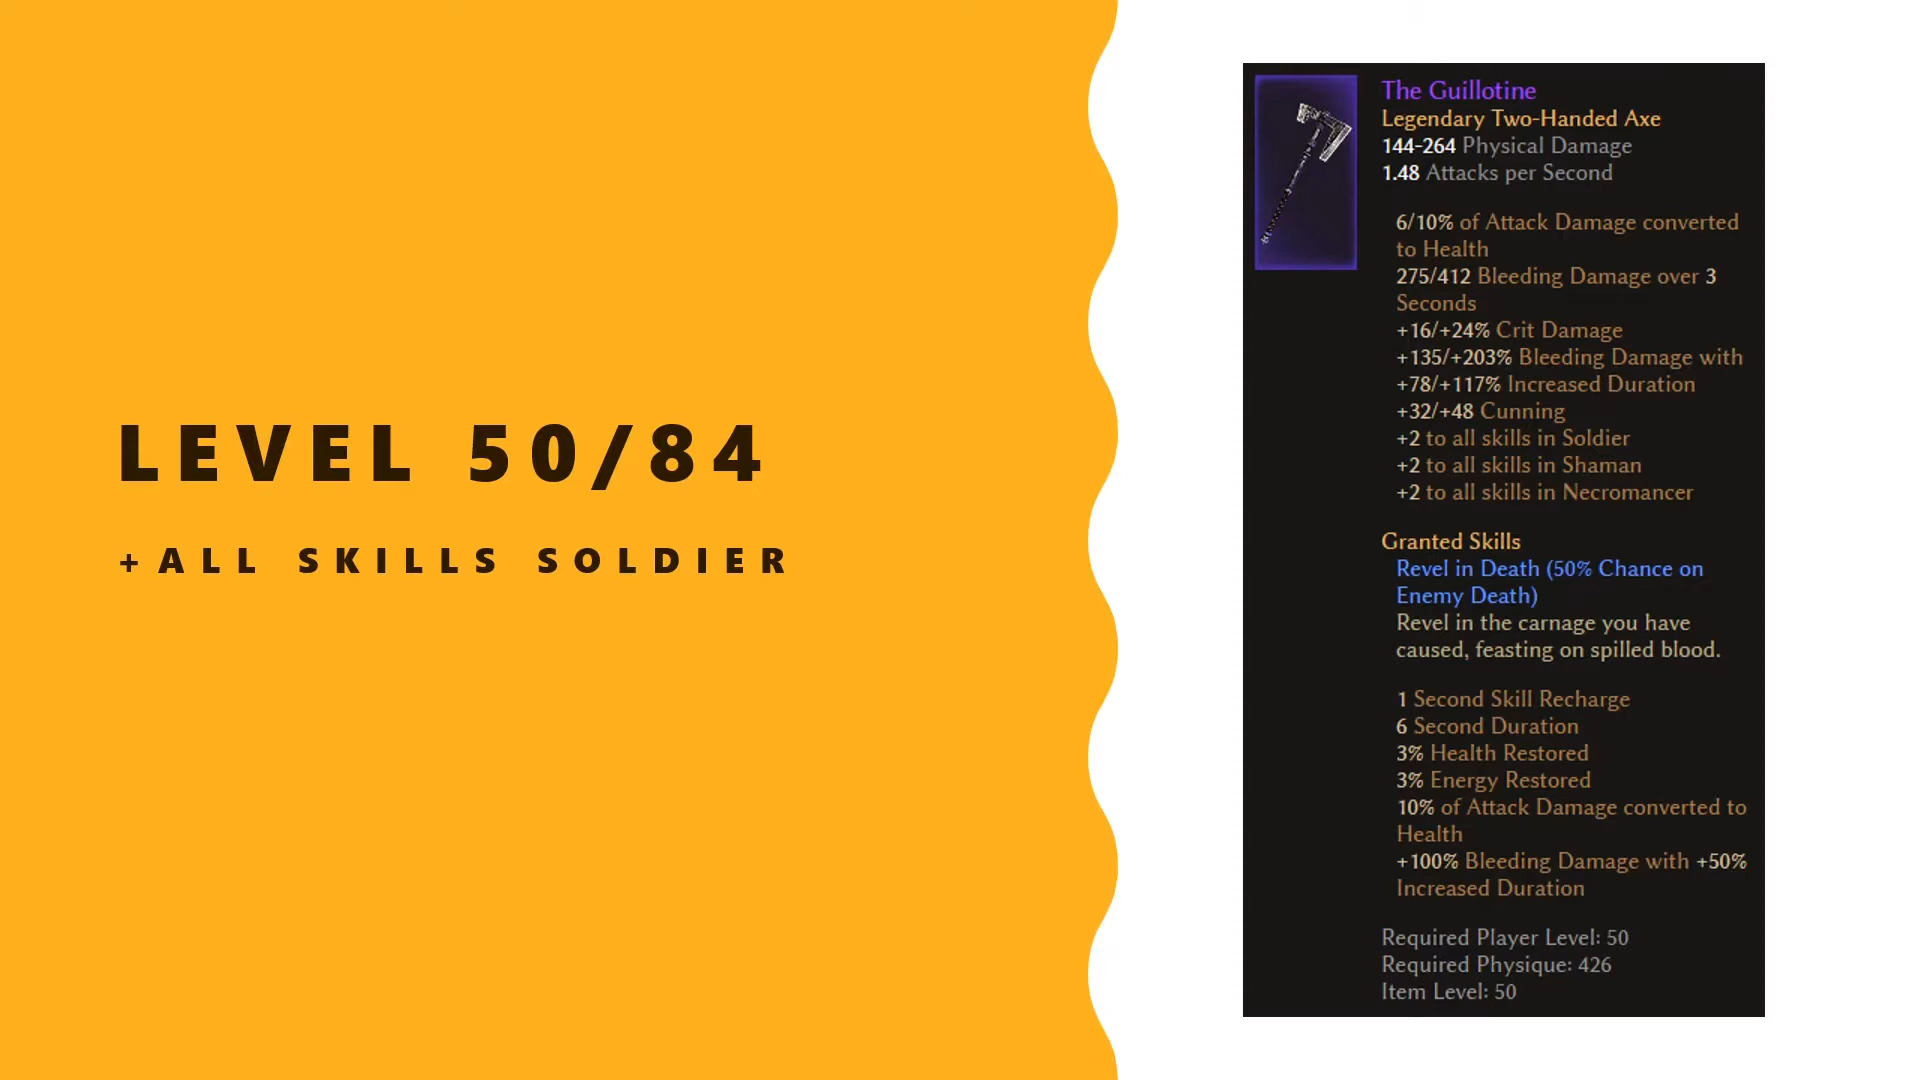 LEVEL 50/84
+ALL SKILLS SOLDIER
The Guillotine
Legendary Two-Handed Axe
144-264 Physical Damage
1.48 Attacks per Second
6/10% of Attack Damage converted
to Health
275/412 Bleeding Damage over 3
Seconds
+16/+24% Crit Damage
+135/+203% Bleeding Damage with
+78/+117% Increased Duration
+32/+48 Cunning
+2 to all skills in Soldier
+2 to all skills in Shaman
+2 to all skills in Necromancer
Granted Skills
Revel in Death (50% Chance on
Enemy Death)
Revel in the carnage you have
caused, feasting on spilled blood.
1 Second Skill Recharge
6 Second Duration
3% Health Restored
3% Energy Restored
10% of Attack Damage converted to
Health
+100% Bleeding Damage with +50%
Increased Duration
Required Player Level: 50
Required Physique: 426
Item Level: 50